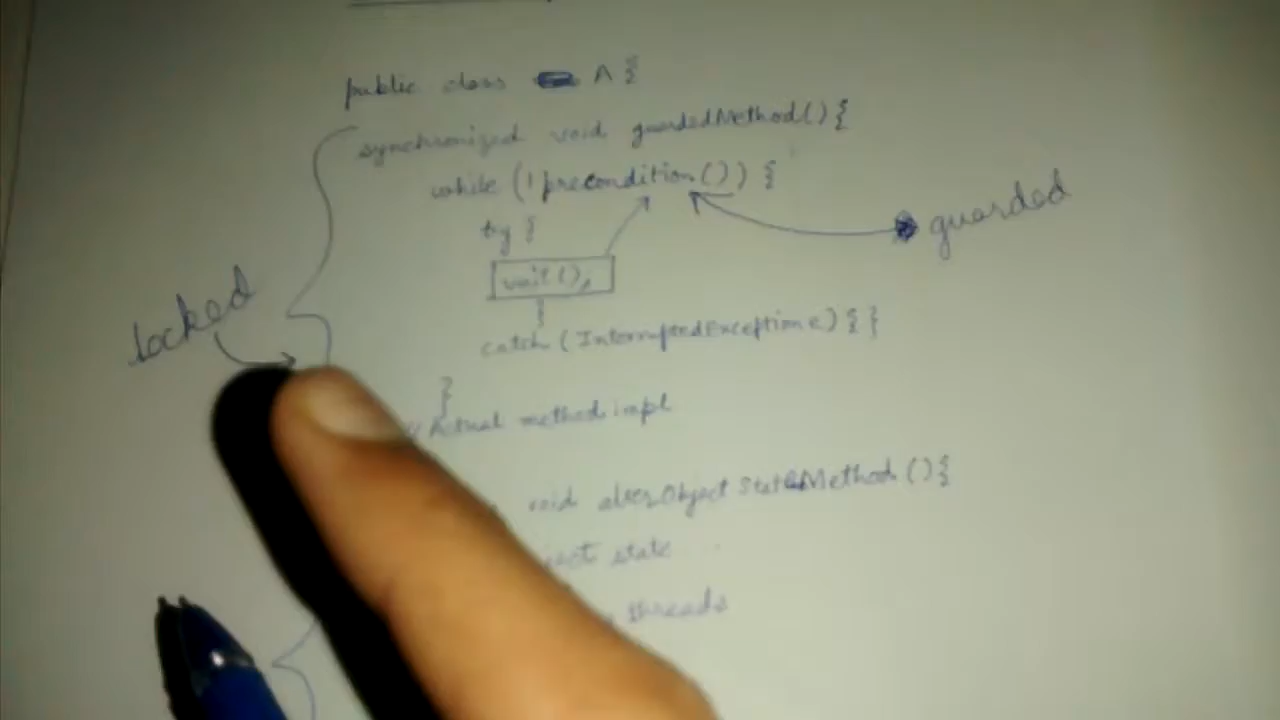 public class A {
synchronized void guardedMethod() {
while (!precondition()) {
try {
wait();
}
catch (InterruptedException e) { }
}
// Actual method impl
void alterObjectStateMethod () {
state
threads
guarded
locked